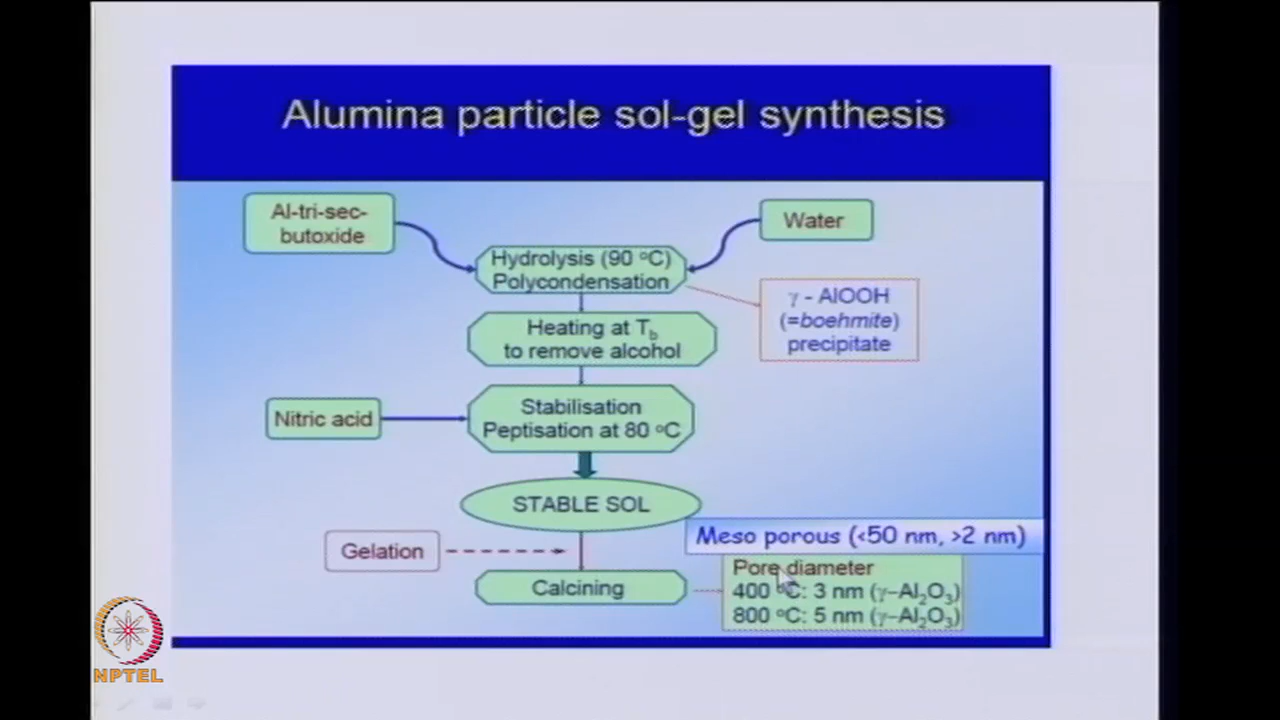 Alumina particle sol-gel synthesis
Al-tri-sec-
butoxide
Water
Hydrolysis (90 °C)
Polycondensation
γ - AlOOH
(=boehmite)
precipitate
Heating at Tb
to remove alcohol
Nitric acid
Stabilisation
Peptisation at 80 °C
STABLE SOL
Meso porous (<50 nm, >2 nm)
Gelation
Calcining
Pore diameter
400 °C: 3 nm (γ–Al2O3)
800 °C: 5 nm (γ–Al2O3)
NPTEL